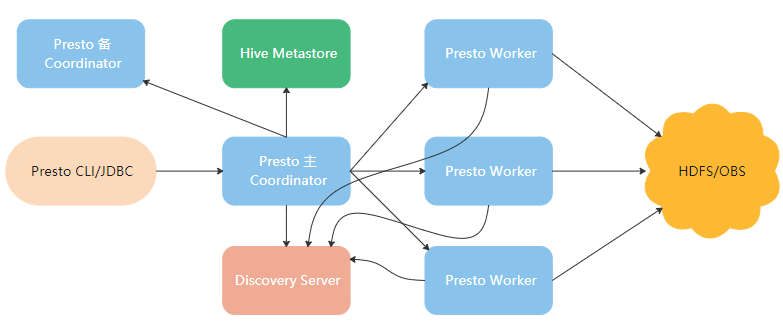 Presto 备
Coordinator
Hive Metastore
Presto Worker
Presto CLI/JDBC
Presto 主
Coordinator
Presto Worker
HDFS/OBS
Discovery Server
Presto Worker